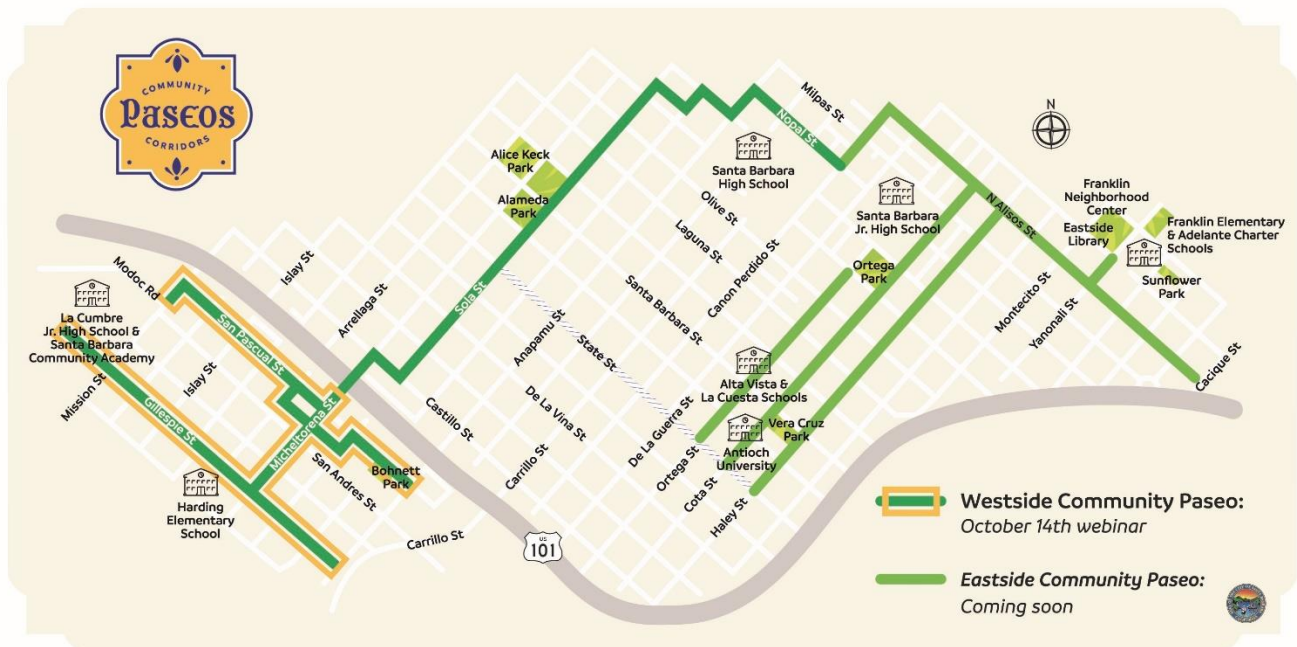 COMMUNITY
Paseos
CORRIDORS
Milpas St
N
Nopal St
Alice Keck
Park
Santa Barbara
High School
Franklin
Neighborhood
Center
Alameda
Park
Olive St
Santa Barbara
Jr. High School
N Alisos St
Eastside
Library
Franklin Elementary
& Adelante Charter
Schools
Laguna St
Canon Perdido St
Ortega
Park
Sunflower
Park
Modoc Rd
Islay St
Sola St
Santa Barbara St
Montecito St
Yanonali St
La Cumbre
Jr. High School &
Santa Barbara
Community Academy
Arrellaga St
San Pascual St
Anapamu St
State St
Cacique St
Mission St
Islay St
Gillespie St
Micheltorena St
Castillo St
De La Vina St
Alta Vista &
La Cuesta Schools
De La Guerra St
Vera Cruz
Park
Antioch
University
San Andres St
Bohnett
Park
Carrillo St
Ortega St
Cota St
Haley St
Harding
Elementary
School
Carrillo St
US
101
Westside Community Paseo:
October 14th webinar
Eastside Community Paseo:
Coming soon